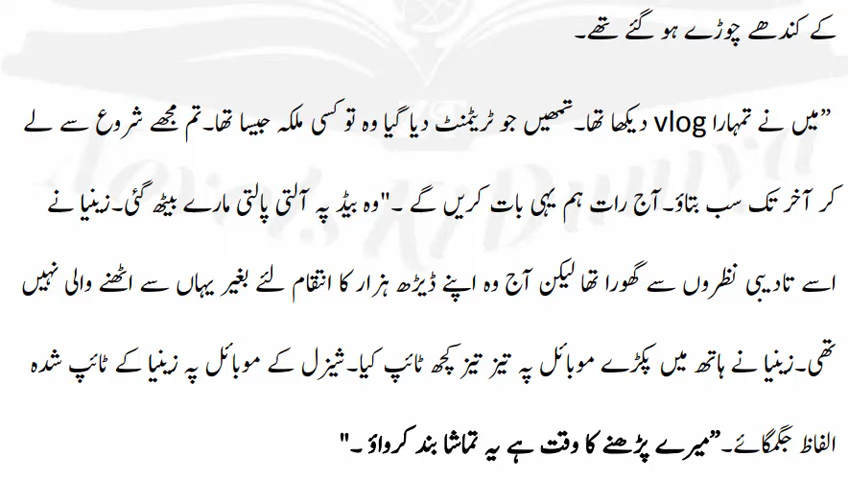 کے کندھے چوڑے ہو گئے تھے۔
”میں نے تمہارا vlog دیکھا تھا۔تمھیں جو ٹریٹمنٹ دیا گیا وہ تو کسی ملکہ جیسا تھا۔تم مجھے شروع سے لے
کر آخر تک سب بتاؤ۔آج رات ہم یہی بات کریں گے ۔"وہ بیڈ پہ آلتی پالتی مارے بیٹھ گئی۔زینیا نے
اسے تادیبی نظروں سے گھورا تھا لیکن آج وہ اپنے ڈیڑھ ہزار کا انتقام لئے بغیر یہاں سے اٹھنے والی نہیں
تھی۔زینیا نے ہاتھ میں پکڑے موبائل پہ تیز تیز کچھ ٹائپ کیا۔شیزل کے موبائل پہ زینیا کے ٹائپ شدہ
الفاظ جگمگائے۔”میرے پڑھنے کا وقت ہے یہ تماشا بند کرواؤ ۔"
Novels Ki Duniya